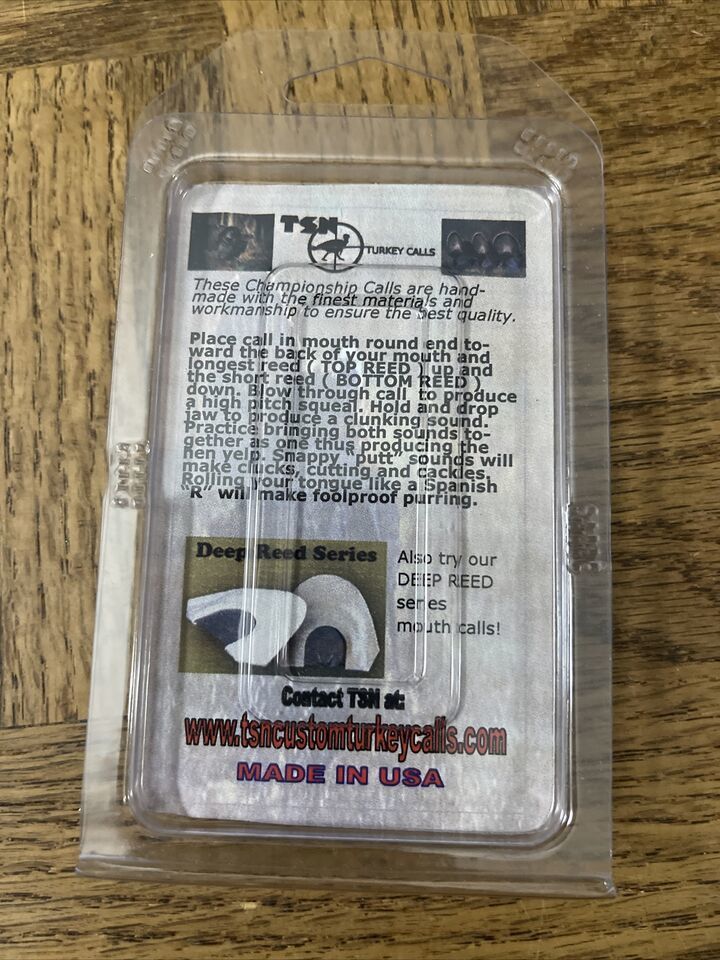 TSN
TURKEY CALLS
These Championship Calls are hand-
made with the finest materials and
workmanship to ensure the best quality.
Place call in mouth round end to-
ward the back of your mouth and
longest reed ( TOP REED ) up and
the short reed ( BOTTOM REED )
down. Blow through call to produce
a high pitch squeal. Hold and drop
jaw to produce a clunking sound.
Practice bringing both sounds to-
gether as one thus producing the
hen yelp. Snappy "putt" sounds will
make clucks, cutting and cackles.
Rolling your tongue like a Spanish
"R" will make foolproof purring.
Deep Reed Series
Also try our
DEEP REED
series
mouth calls!
Contact TSN at:
www.tsncustomturkeycalls.com
MADE IN USA